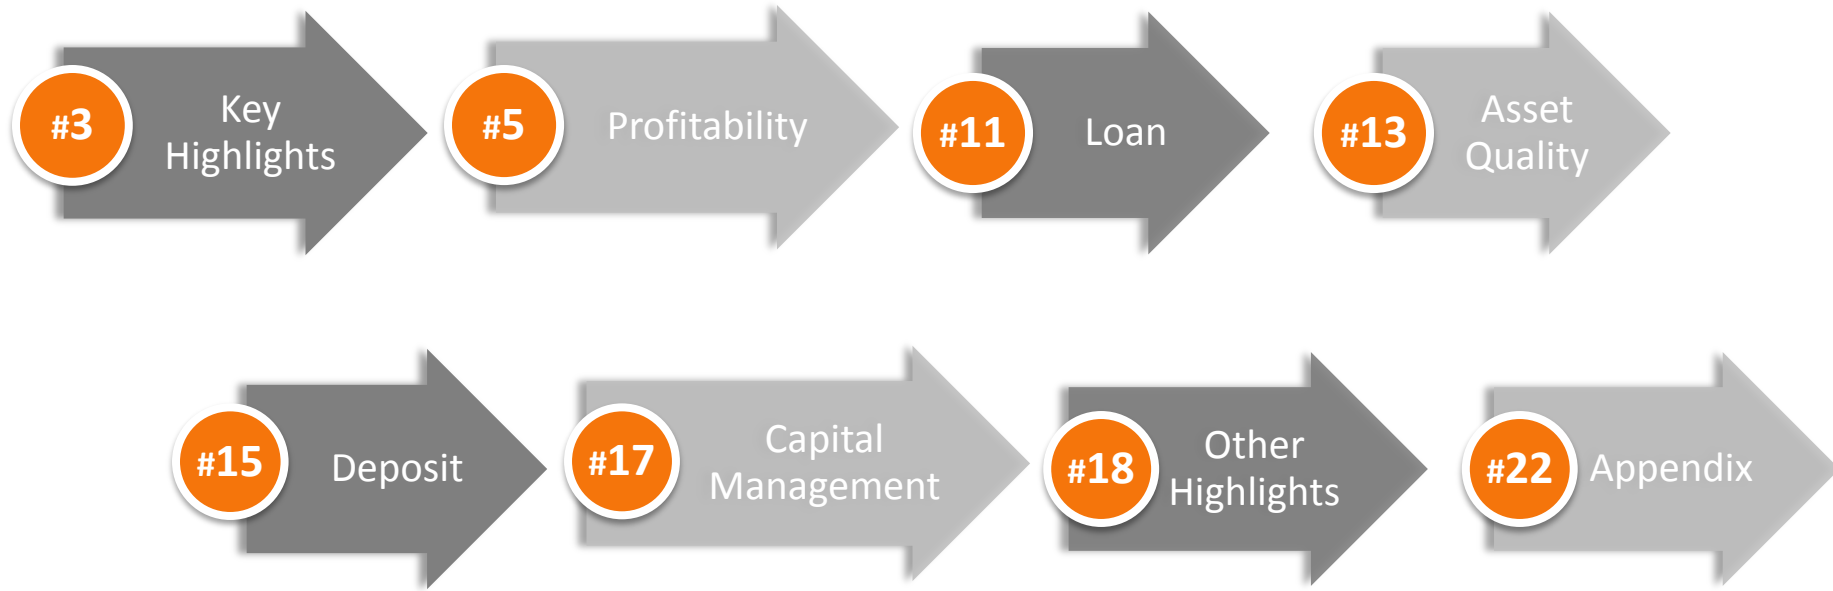 #3
Key
Highlights
#5
Profitability
#11
Loan
#13
Asset
Quality
#15
Deposit
#17
Capital
Management
#18
Other
Highlights
#22
Appendix